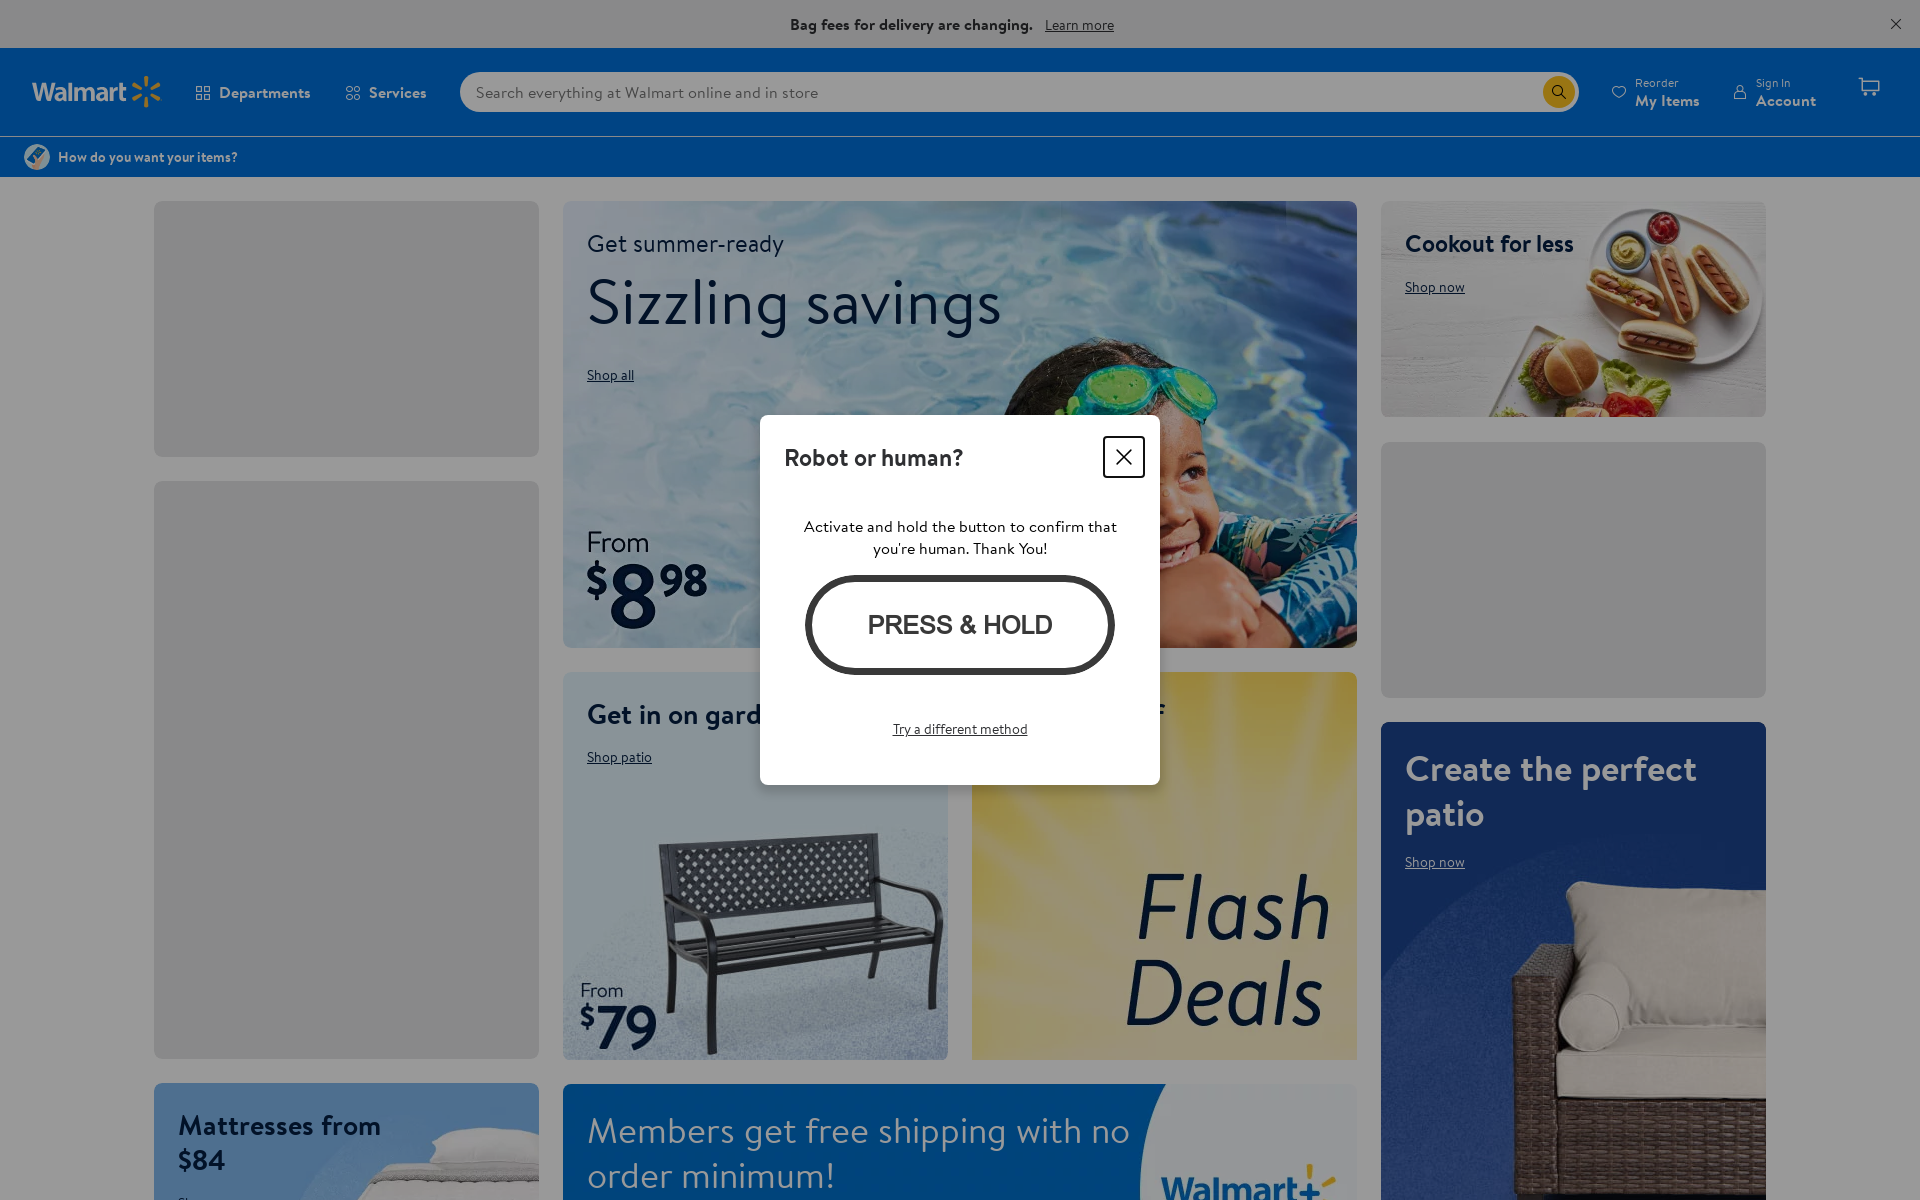 Bag fees for delivery are changing. Learn more
Walmart
Departments
Services
Search everything at Walmart online and in store
Reorder
My Items
Sign In
Account
How do you want your items?
Get summer-ready
Sizzling savings
Shop all
From
$8 98
Cookout for less
Shop now
Robot or human?
Activate and hold the button to confirm that
you're human. Thank You!
PRESS & HOLD
Try a different method
Get in on gard
Shop patio
From
$79
Flash
Deals
Create the perfect
patio
Shop now
Mattresses from
$84
Members get free shipping with no
order minimum!
Walmart+